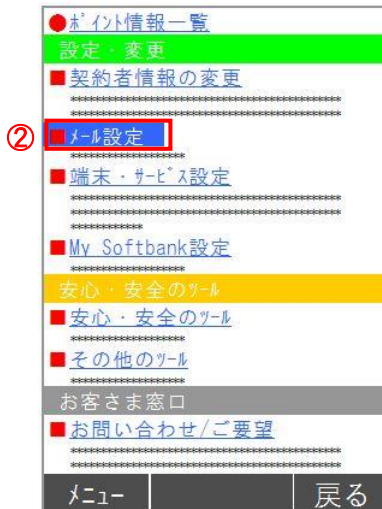 ●ﾎﾟｲﾝﾄ情報一覧
設定・変更
■契約者情報の変更
**********************************************
**********************************************
②
■ﾒｰﾙ設定
********************
■端末・ｻｰﾋﾞｽ設定
**********************************************
**********************************************
************
■My Softbank設定
********************
安心・安全のﾂｰﾙ
■安心・安全のﾂｰﾙ
********************
■その他のﾂｰﾙ
********************
お客さま窓口
■お問い合わせ/ご要望
**********************************************
**********************************************
ﾒﾆｭｰ 戻る